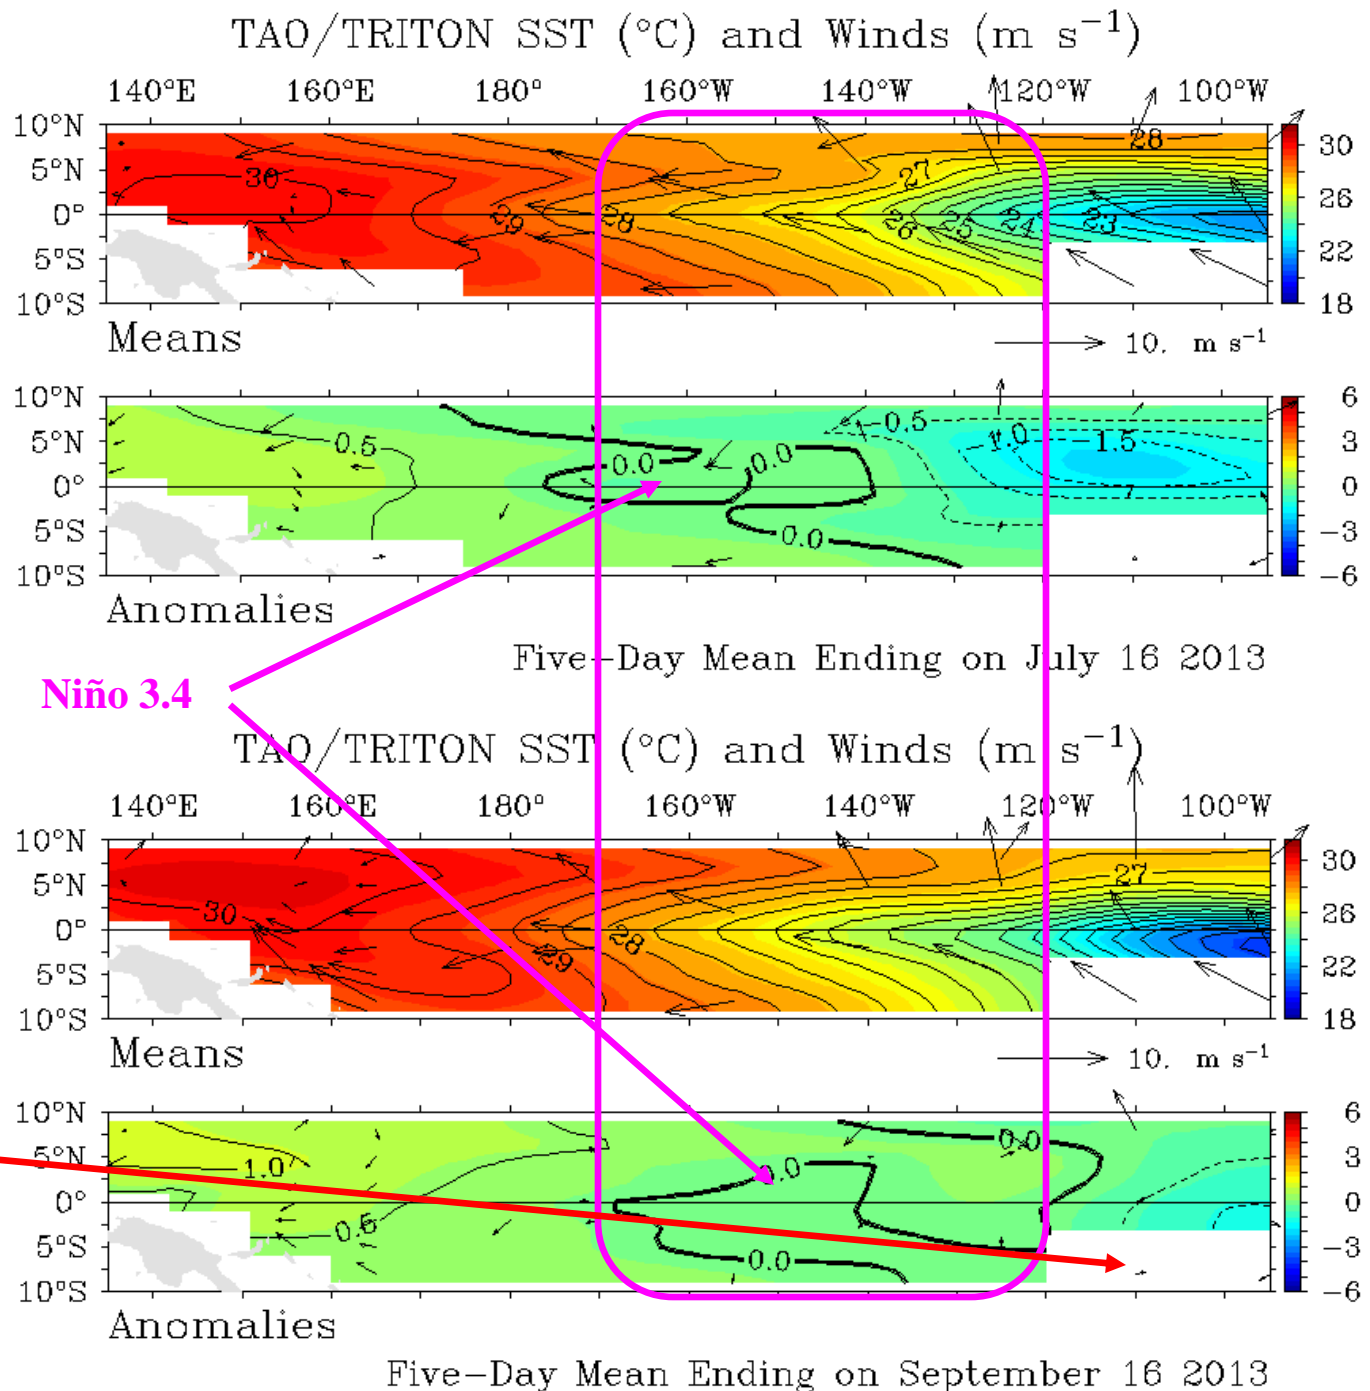 TAO/TRITON SST (°C) and Winds (m s⁻¹)
140°E 160°E 180° 160°W 140°W 120°W 100°W
10°N
5°N
0°
5°S
10°S
30
29
28
27
26
25
24
23
28
30
26
22
18
Means
10. m s⁻¹
10°N
5°N
0°
5°S
10°S
0.5
0.0
0.0
0.0
-0.5
-1.0
-1.5
6
3
0
-3
-6
Anomalies
Five-Day Mean Ending on July 16 2013
Niño 3.4
TAO/TRITON SST (°C) and Winds (m s⁻¹)
140°E 160°E 180° 160°W 140°W 120°W 100°W
10°N
5°N
0°
5°S
10°S
30
29
28
27
30
26
22
18
Means
10. m s⁻¹
10°N
5°N
0°
5°S
10°S
1.0
0.5
0.0
0.0
0.0
6
3
0
-3
-6
Anomalies
Five-Day Mean Ending on September 16 2013